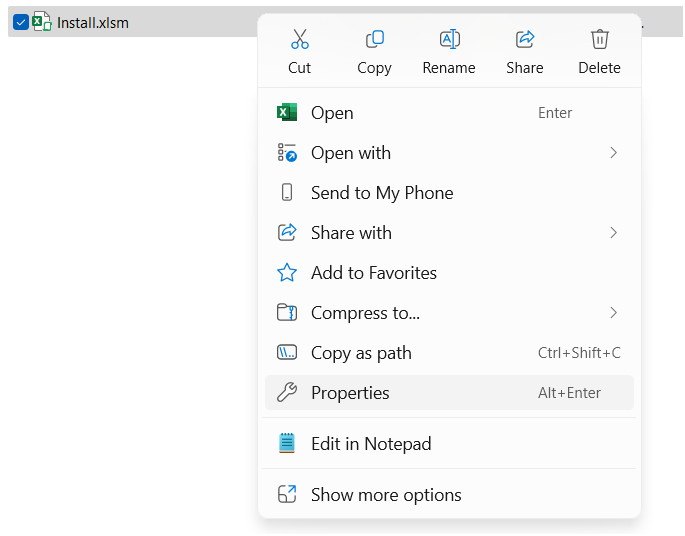 Install.xlsm
Cut Copy Rename Share Delete
Open Enter
Open with
Send to My Phone
Share with
Add to Favorites
Compress to...
Copy as path Ctrl+Shift+C
Properties Alt+Enter
Edit in Notepad
Show more options